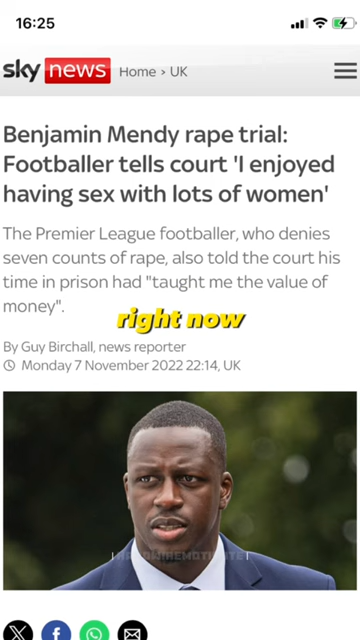 16:25
sky news Home > UK
Benjamin Mendy rape trial:
Footballer tells court 'I enjoyed
having sex with lots of women'
The Premier League footballer, who denies
seven counts of rape, also told the court his
time in prison had "taught me the value of
money".
right now
By Guy Birchall, news reporter
Monday 7 November 2022 22:14, UK